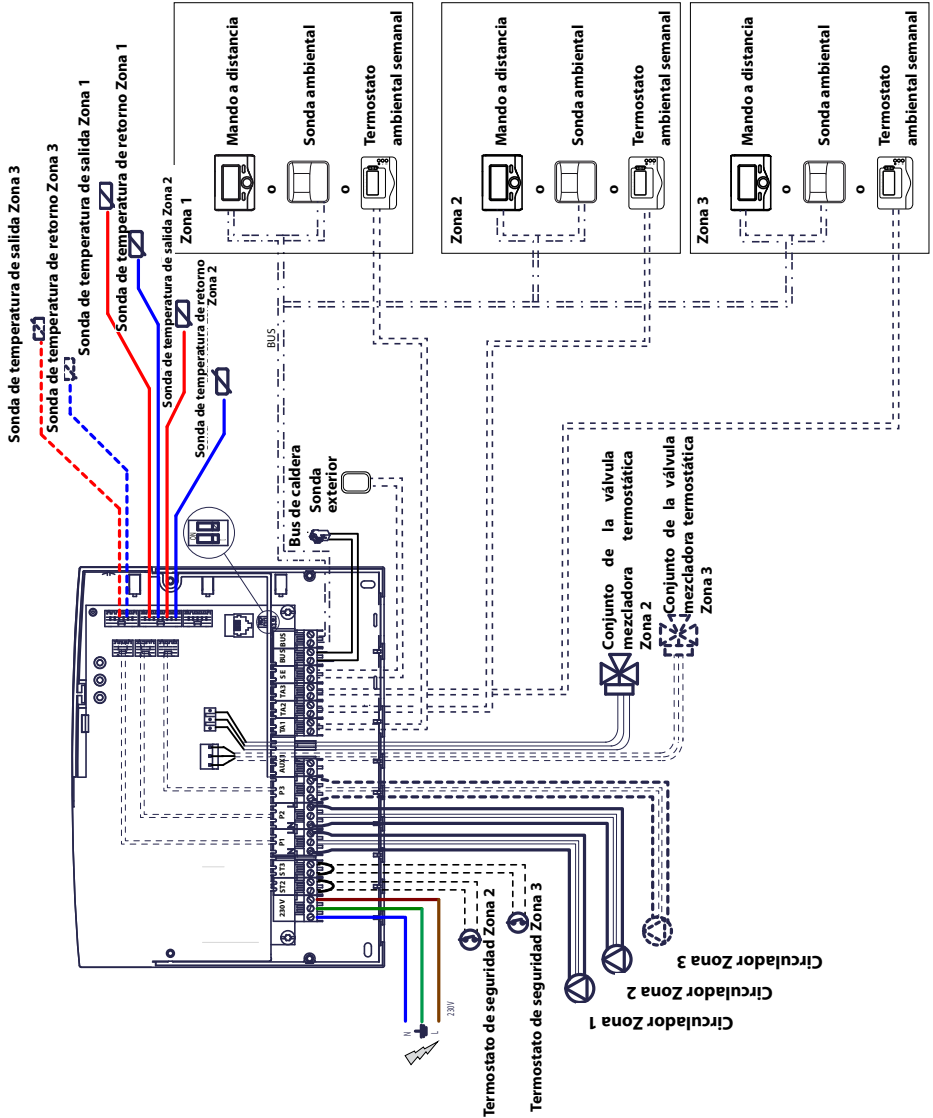 Sonda de temperatura de salida Zona 3
Sonda de temperatura de retorno Zona 3
Sonda de temperatura de salida Zona 1
Sonda de temperatura de retorno Zona 1
Sonda de temperatura de salida Zona 2
Sonda de temperatura de retorno
Zona 2
Zona 1
Mando a distancia
o
Sonda ambiental
o
Termostato
ambiental semanal
Zona 2
Mando a distancia
o
Sonda ambiental
o
Termostato
ambiental semanal
Zona 3
Mando a distancia
o
Sonda ambiental
o
Termostato
ambiental semanal
BUS
Bus de caldera
Sonda
exterior
ON
230V
ST2
ST3
P1
P2
P3
AUX1
TA1
TA2
TA3
SE
BUS
BUS
N
L
N
Conjunto de la válvula
mezcladora termostática
Zona 2
Conjunto de la válvula
mezcladora termostática
Zona 3
N
L
230V
Termostato de seguridad Zona 2
Termostato de seguridad Zona 3
Circulador Zona 1
Circulador Zona 2
Circulador Zona 3